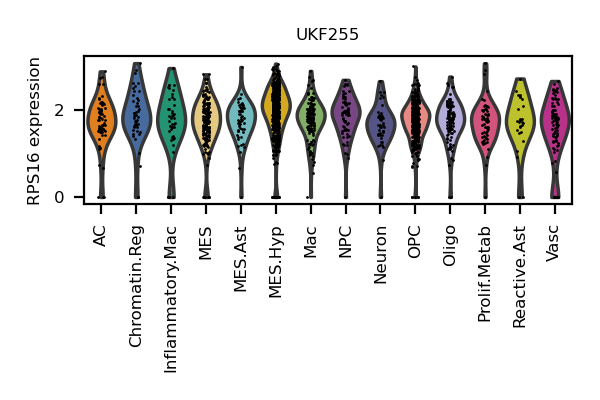 UKF255
RPS16 expression
2
0
AC
Chromatin.Reg
Inflammatory.Mac
MES
MES.Ast
MES.Hyp
Mac
NPC
Neuron
OPC
Oligo
Prolif.Metab
Reactive.Ast
Vasc